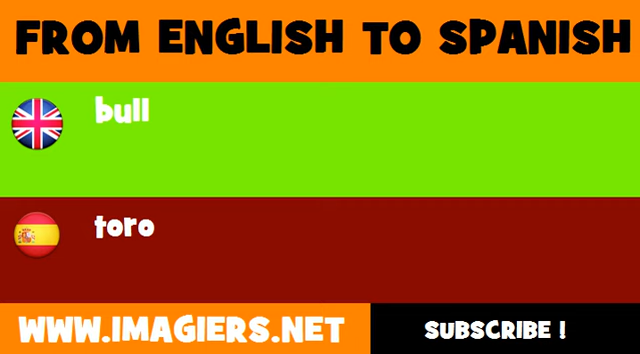 FROM ENGLISH TO SPANISH
bull
toro
WWW.IMAGIERS.NET
SUBSCRIBE !